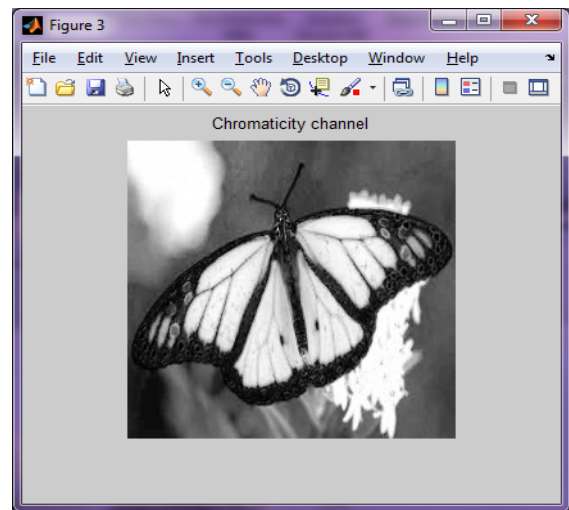 Figure 3
File Edit View Insert Tools Desktop Window Help
Chromaticity channel